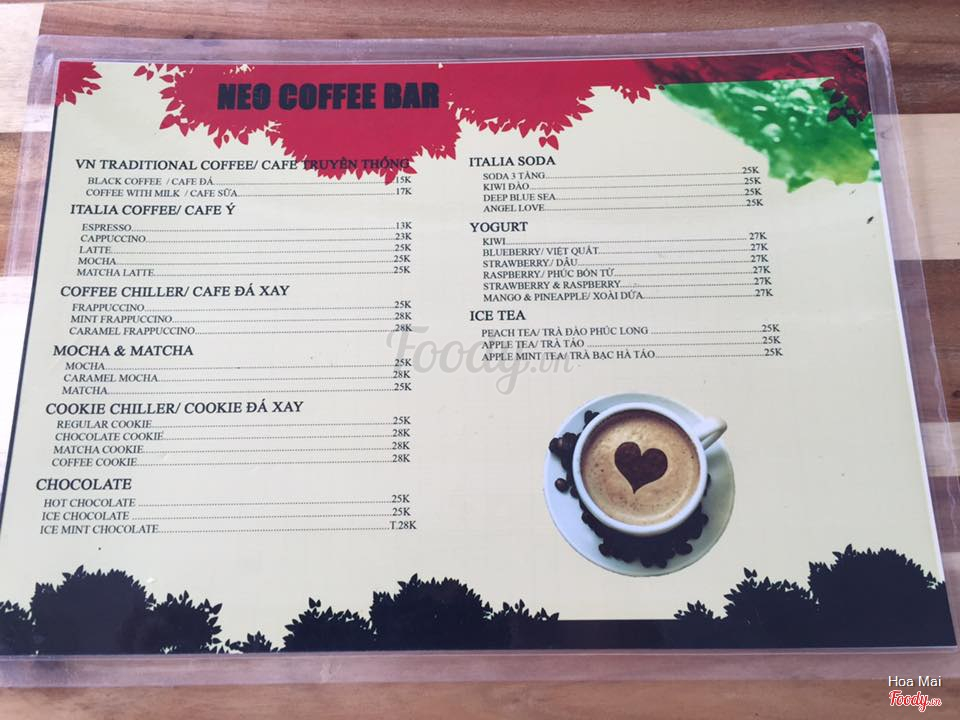 NEO COFFEE BAR
VN TRADITIONAL COFFEE/ CAFE TRUYỀN THỐNG
BLACK COFFEE / CAFE ĐÁ 15K
COFFEE WITH MILK / CAFE SỮA 17K
ITALIA COFFEE/ CAFE Ý
ESPRESSO 13K
CAPPUCCINO 23K
LATTE 25K
MOCHA 25K
MATCHA LATTE 25K
COFFEE CHILLER/ CAFE ĐÁ XAY
FRAPPUCCINO 25K
MINT FRAPPUCCINO 28K
CARAMEL FRAPPUCCINO 28K
MOCHA & MATCHA
MOCHA 25K
CARAMEL MOCHA 28K
MATCHA 25K
COOKIE CHILLER/ COOKIE ĐÁ XAY
REGULAR COOKIE 25K
CHOCOLATE COOKIE 28K
MATCHA COOKIE 28K
COFFEE COOKIE 28K
CHOCOLATE
HOT CHOCOLATE 25K
ICE CHOCOLATE 25K
ICE MINT CHOCOLATE T.28K
ITALIA SODA
SODA 3 TẦNG 25K
KIWI ĐÀO 25K
DEEP BLUE SEA 25K
ANGEL LOVE 25K
YOGURT
KIWI 27K
BLUEBERRY/ VIỆT QUẤT 27K
STRAWBERRY/ DÂU 27K
RASPBERRY/ PHÚC BỒN TỬ 27K
STRAWBERRY & RASPBERRY 27K
MANGO & PINEAPPLE/ XOÀI DỨA 27K
ICE TEA
PEACH TEA/ TRÀ ĐÀO PHÚC LONG 25K
APPLE TEA/ TRÀ TÁO 25K
APPLE MINT TEA/ TRÀ BẠC HÀ TÁO 25K
Foody.vn
Hoa Mai
Foody.vn